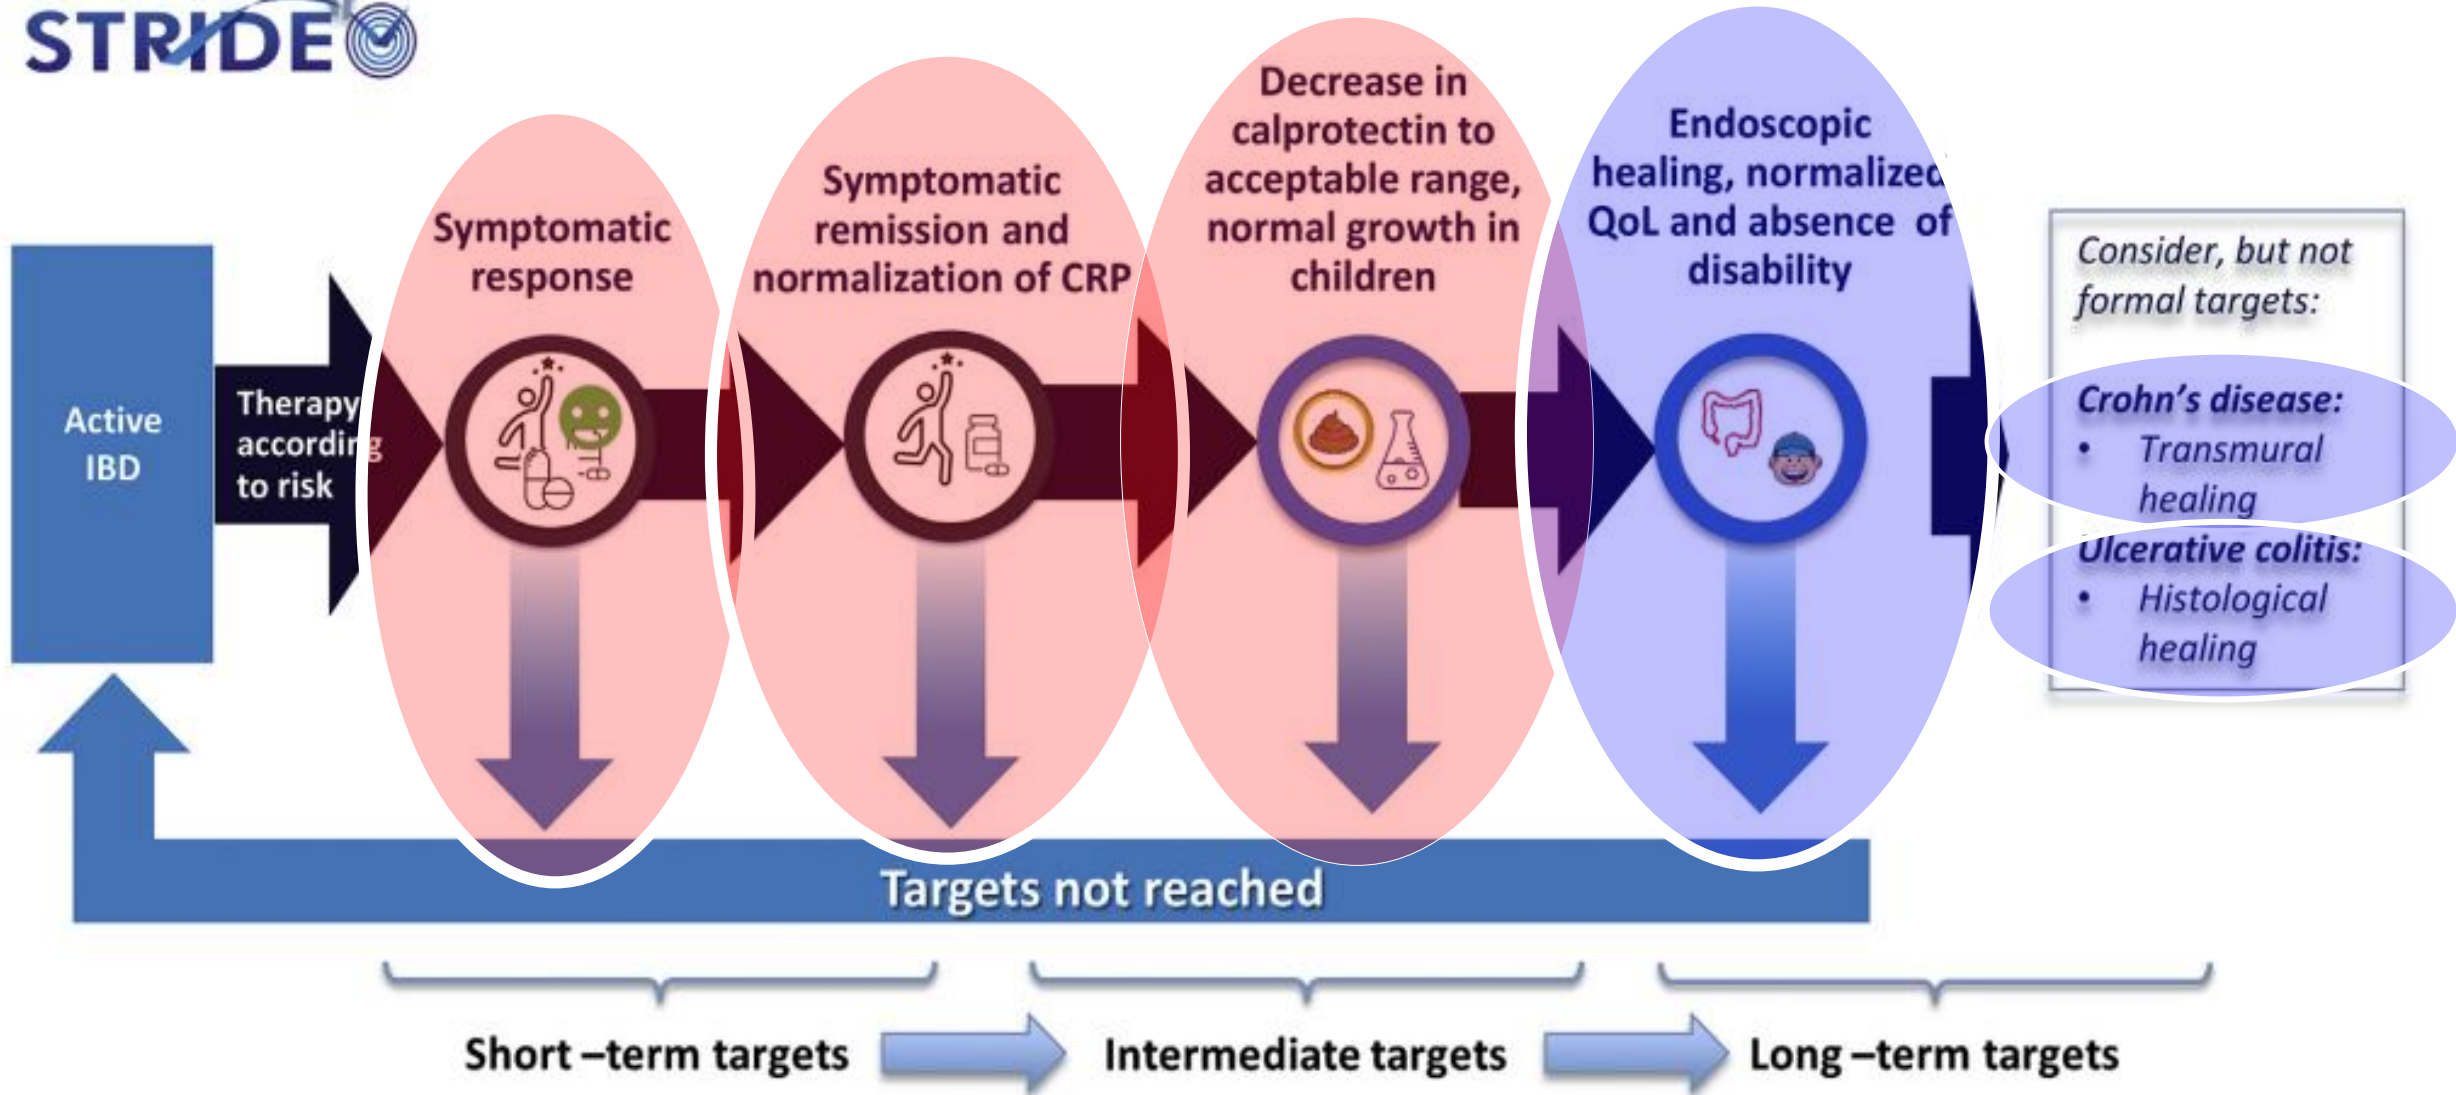 STRIDE
Active
IBD
Therapy
according
to risk
Symptomatic
response
Symptomatic
remission and
normalization of CRP
Decrease in
calprotectin to
acceptable range,
normal growth in
children
Endoscopic
healing, normalized
QoL and absence of
disability
Consider, but not
formal targets:
Crohn's disease:
• Transmural
healing
Ulcerative colitis:
• Histological
healing
Targets not reached
Short –term targets
Intermediate targets
Long –term targets